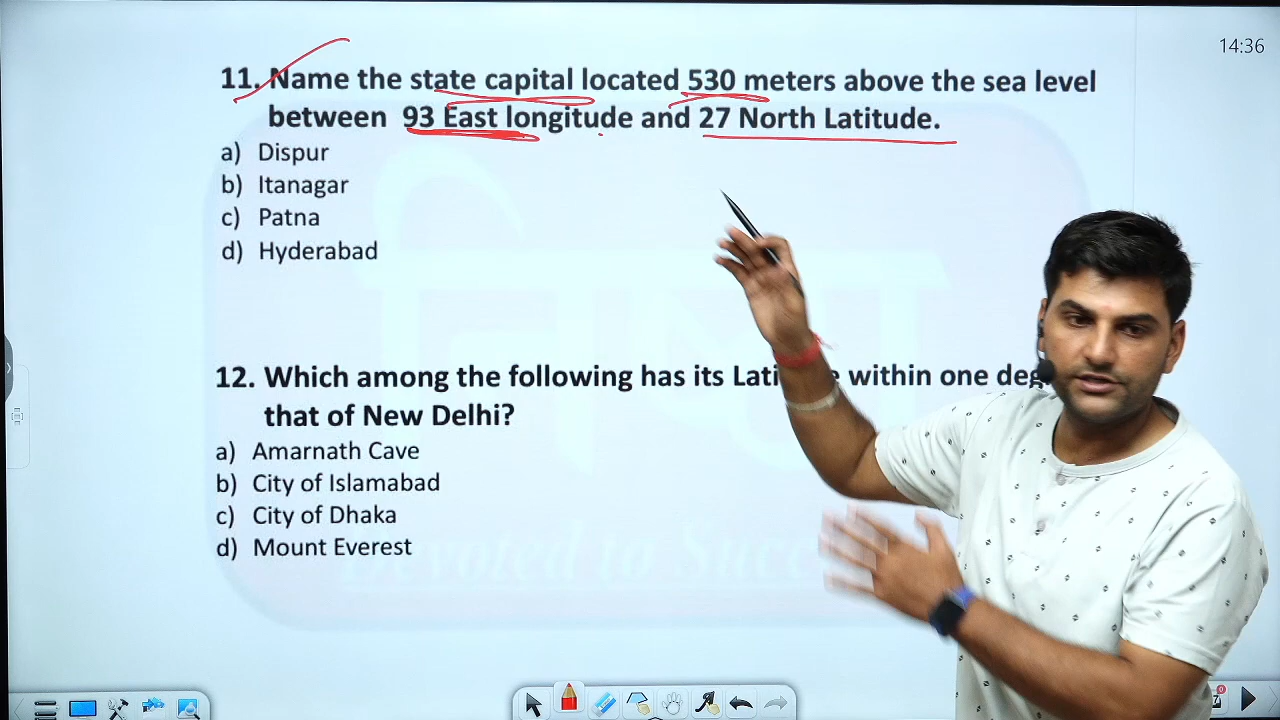 14:36
11. Name the state capital located 530 meters above the sea level
between 93 East longitude and 27 North Latitude.
a) Dispur
b) Itanagar
c) Patna
d) Hyderabad
12. Which among the following has its within one
that of New Delhi?
a) Amarnath Cave
b) City of Islamabad
c) City of Dhaka
d) Mount Everest
Devoted to